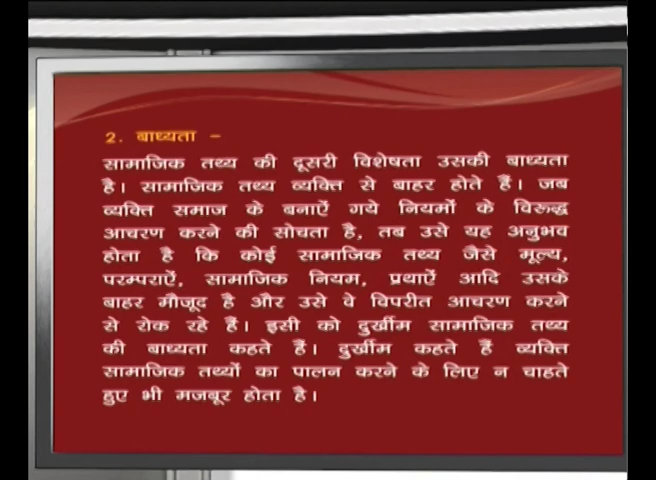 2. बाध्यता –
सामाजिक तथ्य की दूसरी विशेषता उसकी बाध्यता
है। सामाजिक तथ्य व्यक्ति से बाहर होते हैं। जब
व्यक्ति समाज के बनाऐं गये नियमों के विरूद्ध
आचरण करने की सोचता है, तब उसे यह अनुभव
होता है कि कोई सामाजिक तथ्य जैसे मूल्य,
परम्पराऐं, सामाजिक नियम, प्रथाऐं आदि उसके
बाहर मौजूद है और उसे वे विपरीत आचरण करने
से रोक रहे हैं। इसी को दुर्खीम सामाजिक तथ्य
की बाध्यता कहते हैं। दुर्खीम कहते हैं व्यक्ति
सामाजिक तथ्यों का पालन करने के लिए न चाहते
हुए भी मजबूर होता है।